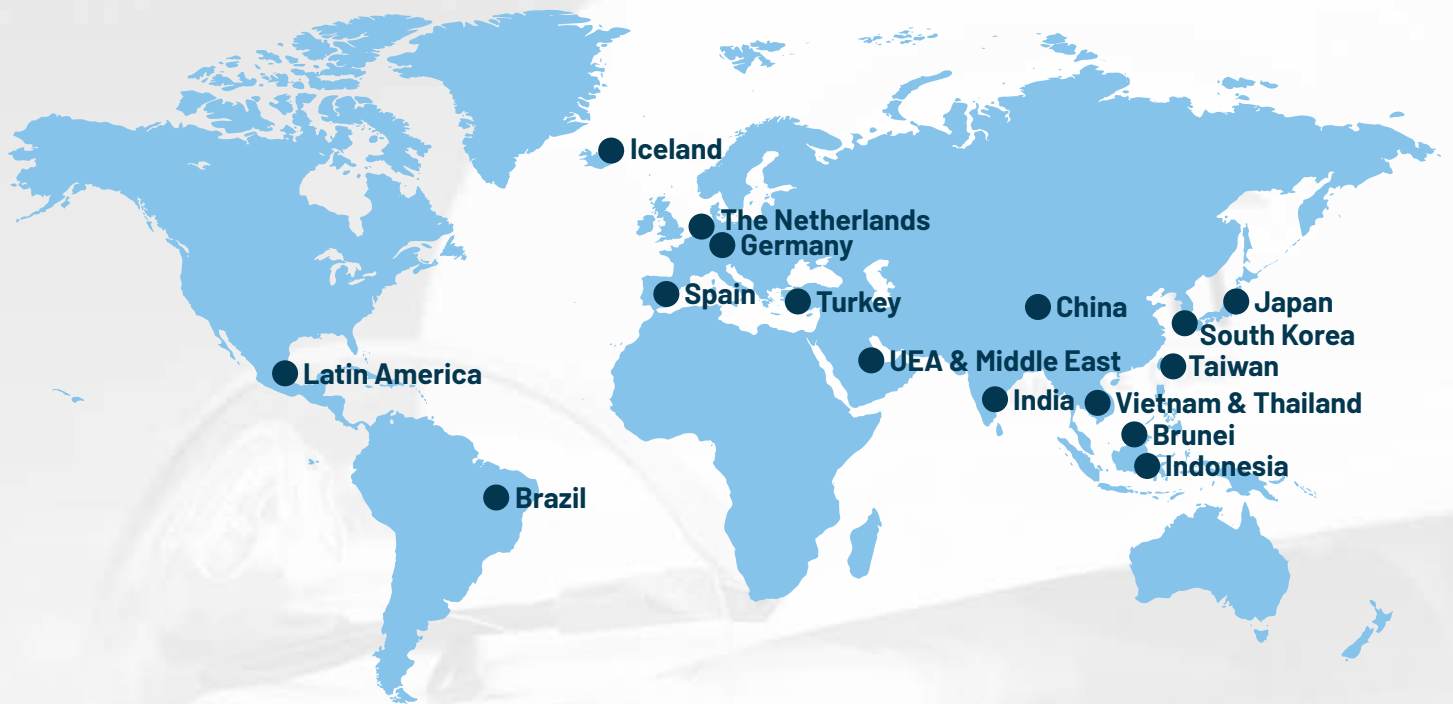 Iceland
The Netherlands
Germany
Spain
Turkey
China
Japan
South Korea
UEA & Middle East
Taiwan
Latin America
India
Vietnam & Thailand
Brunei
Indonesia
Brazil